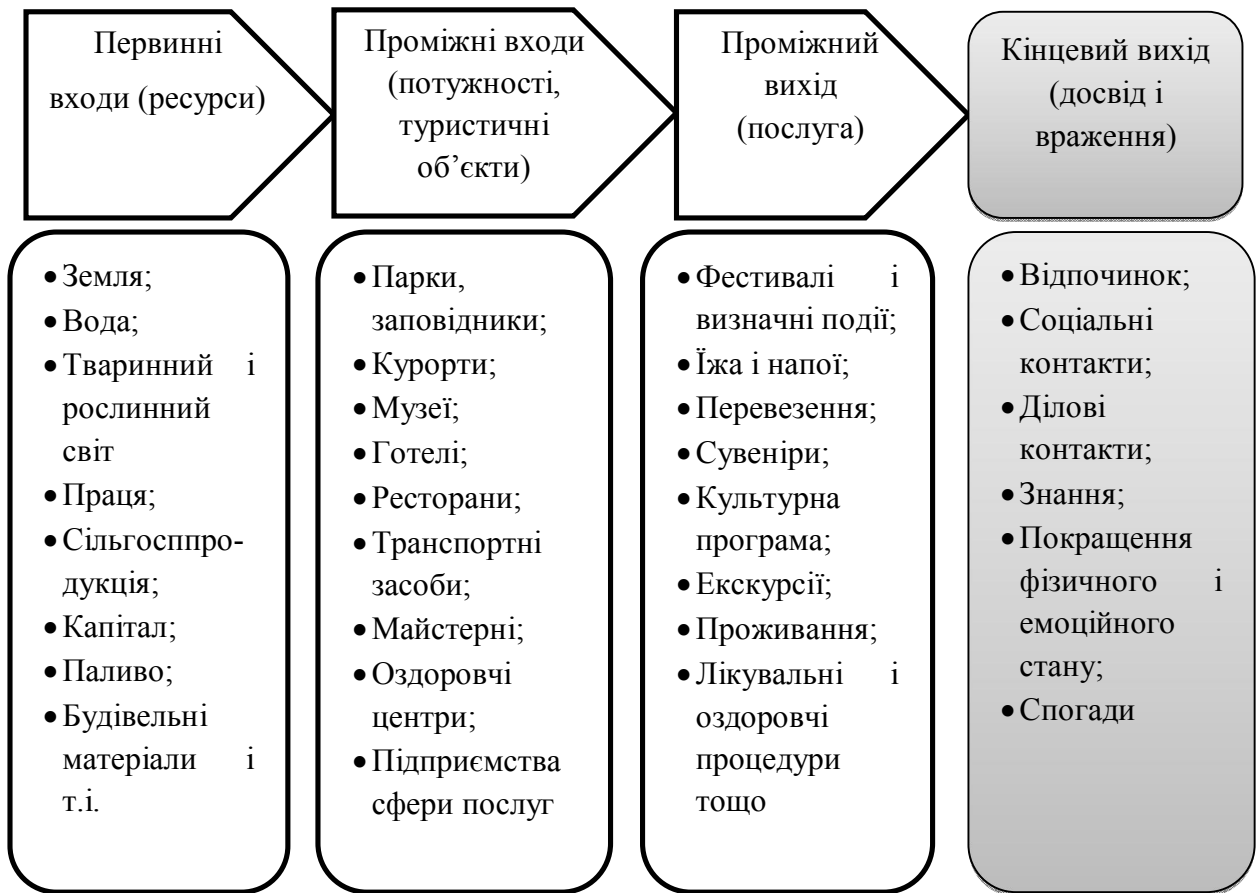 Первинні
входи (ресурси)
Проміжні входи
(потужності,
туристичні
об’єкти)
Проміжний
вихід
(послуга)
Кінцевий вихід
(досвід і
враження)
• Земля;
• Вода;
• Тваринний і
рослинний
світ
• Праця;
• Сільгосппро-
дукція;
• Капітал;
• Паливо;
• Будівельні
матеріали і
т.і.
• Парки,
заповідники;
• Курорти;
• Музеї;
• Готелі;
• Ресторани;
• Транспортні
засоби;
• Майстерні;
• Оздоровчі
центри;
• Підприємства
сфери послуг
• Фестивалі і
визначні події;
• Їжа і напої;
• Перевезення;
• Сувеніри;
• Культурна
програма;
• Екскурсії;
• Проживання;
• Лікувальні і
оздоровчі
процедури
тощо
• Відпочинок;
• Соціальні
контакти;
• Ділові
контакти;
• Знання;
• Покращення
фізичного і
емоційного
стану;
• Спогади